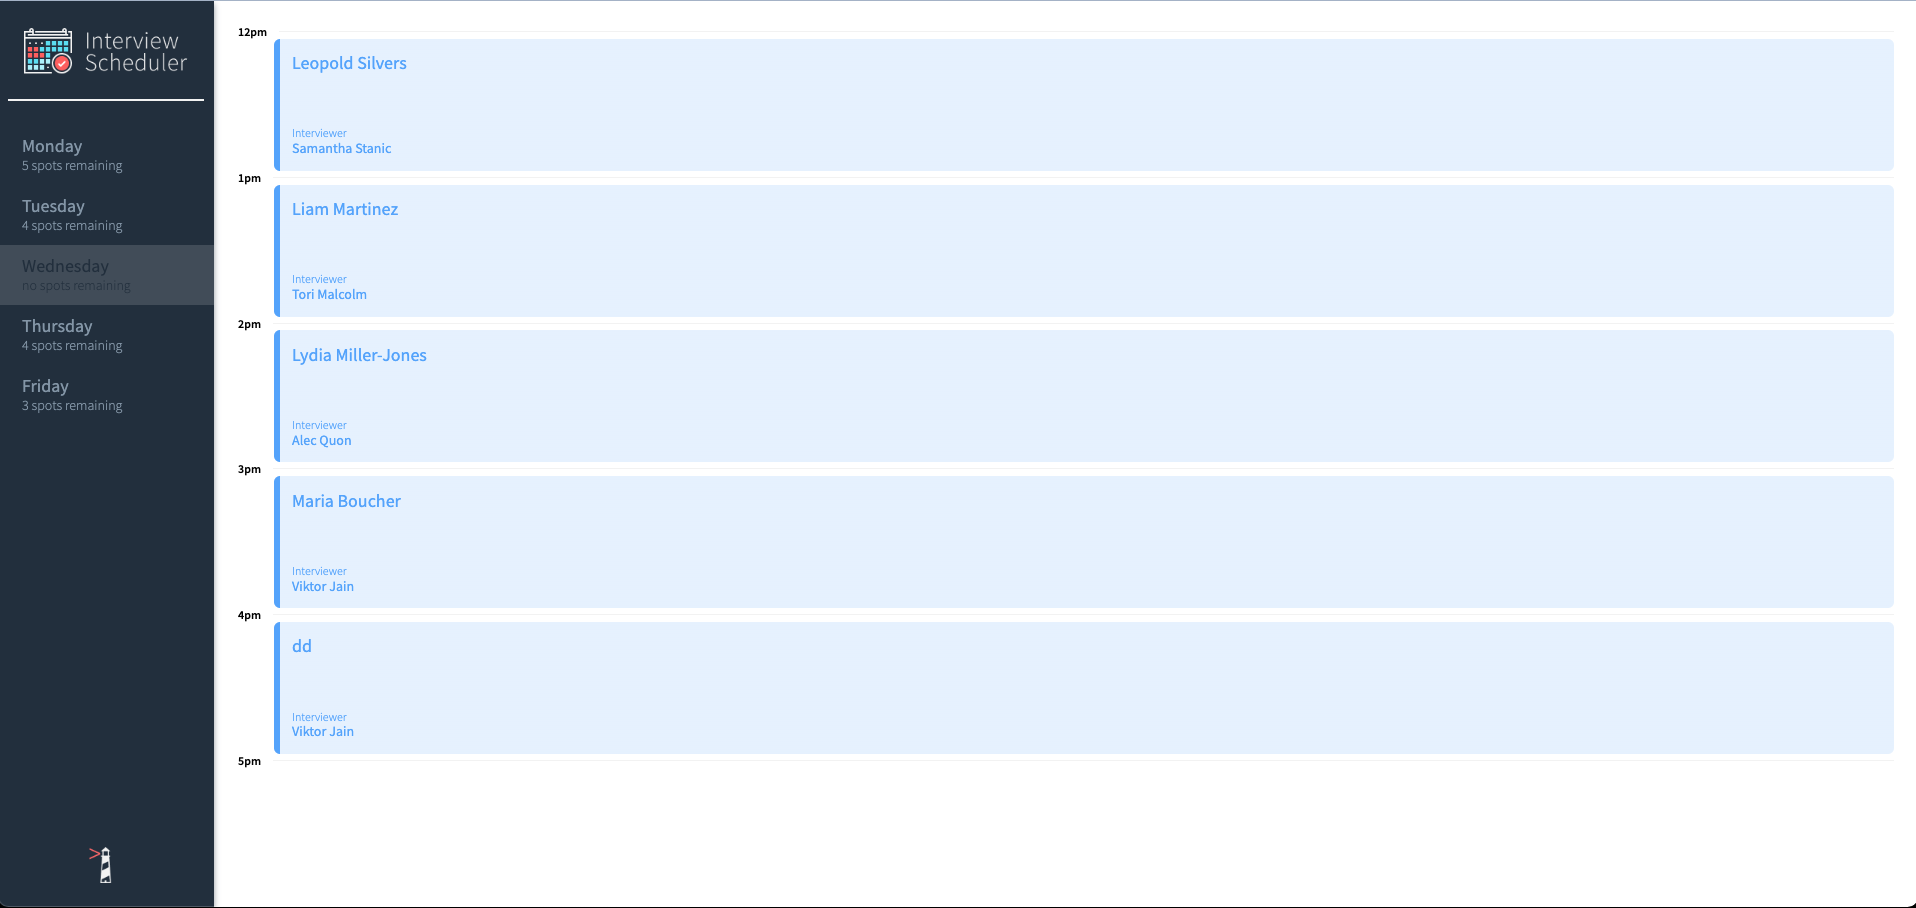 Interview
Scheduler
Monday
5 spots remaining
Tuesday
4 spots remaining
Wednesday
no spots remaining
Thursday
4 spots remaining
Friday
3 spots remaining
12pm
Leopold Silvers
Interviewer
Samantha Stanic
1pm
Liam Martinez
Interviewer
Tori Malcolm
2pm
Lydia Miller-Jones
Interviewer
Alec Quon
3pm
Maria Boucher
Interviewer
Viktor Jain
4pm
dd
Interviewer
Viktor Jain
5pm